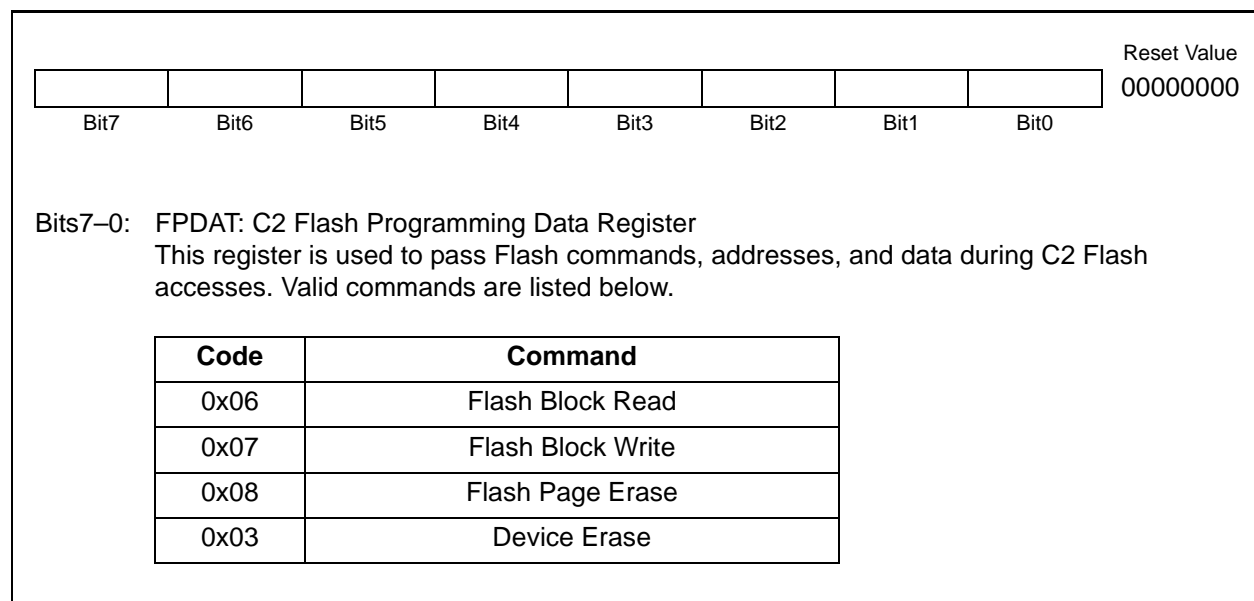 Reset Value
00000000
Bit7 Bit6 Bit5 Bit4 Bit3 Bit2 Bit1 Bit0
Bits7–0: FPDAT: C2 Flash Programming Data Register
This register is used to pass Flash commands, addresses, and data during C2 Flash
accesses. Valid commands are listed below.
Code Command
0x06 Flash Block Read
0x07 Flash Block Write
0x08 Flash Page Erase
0x03 Device Erase